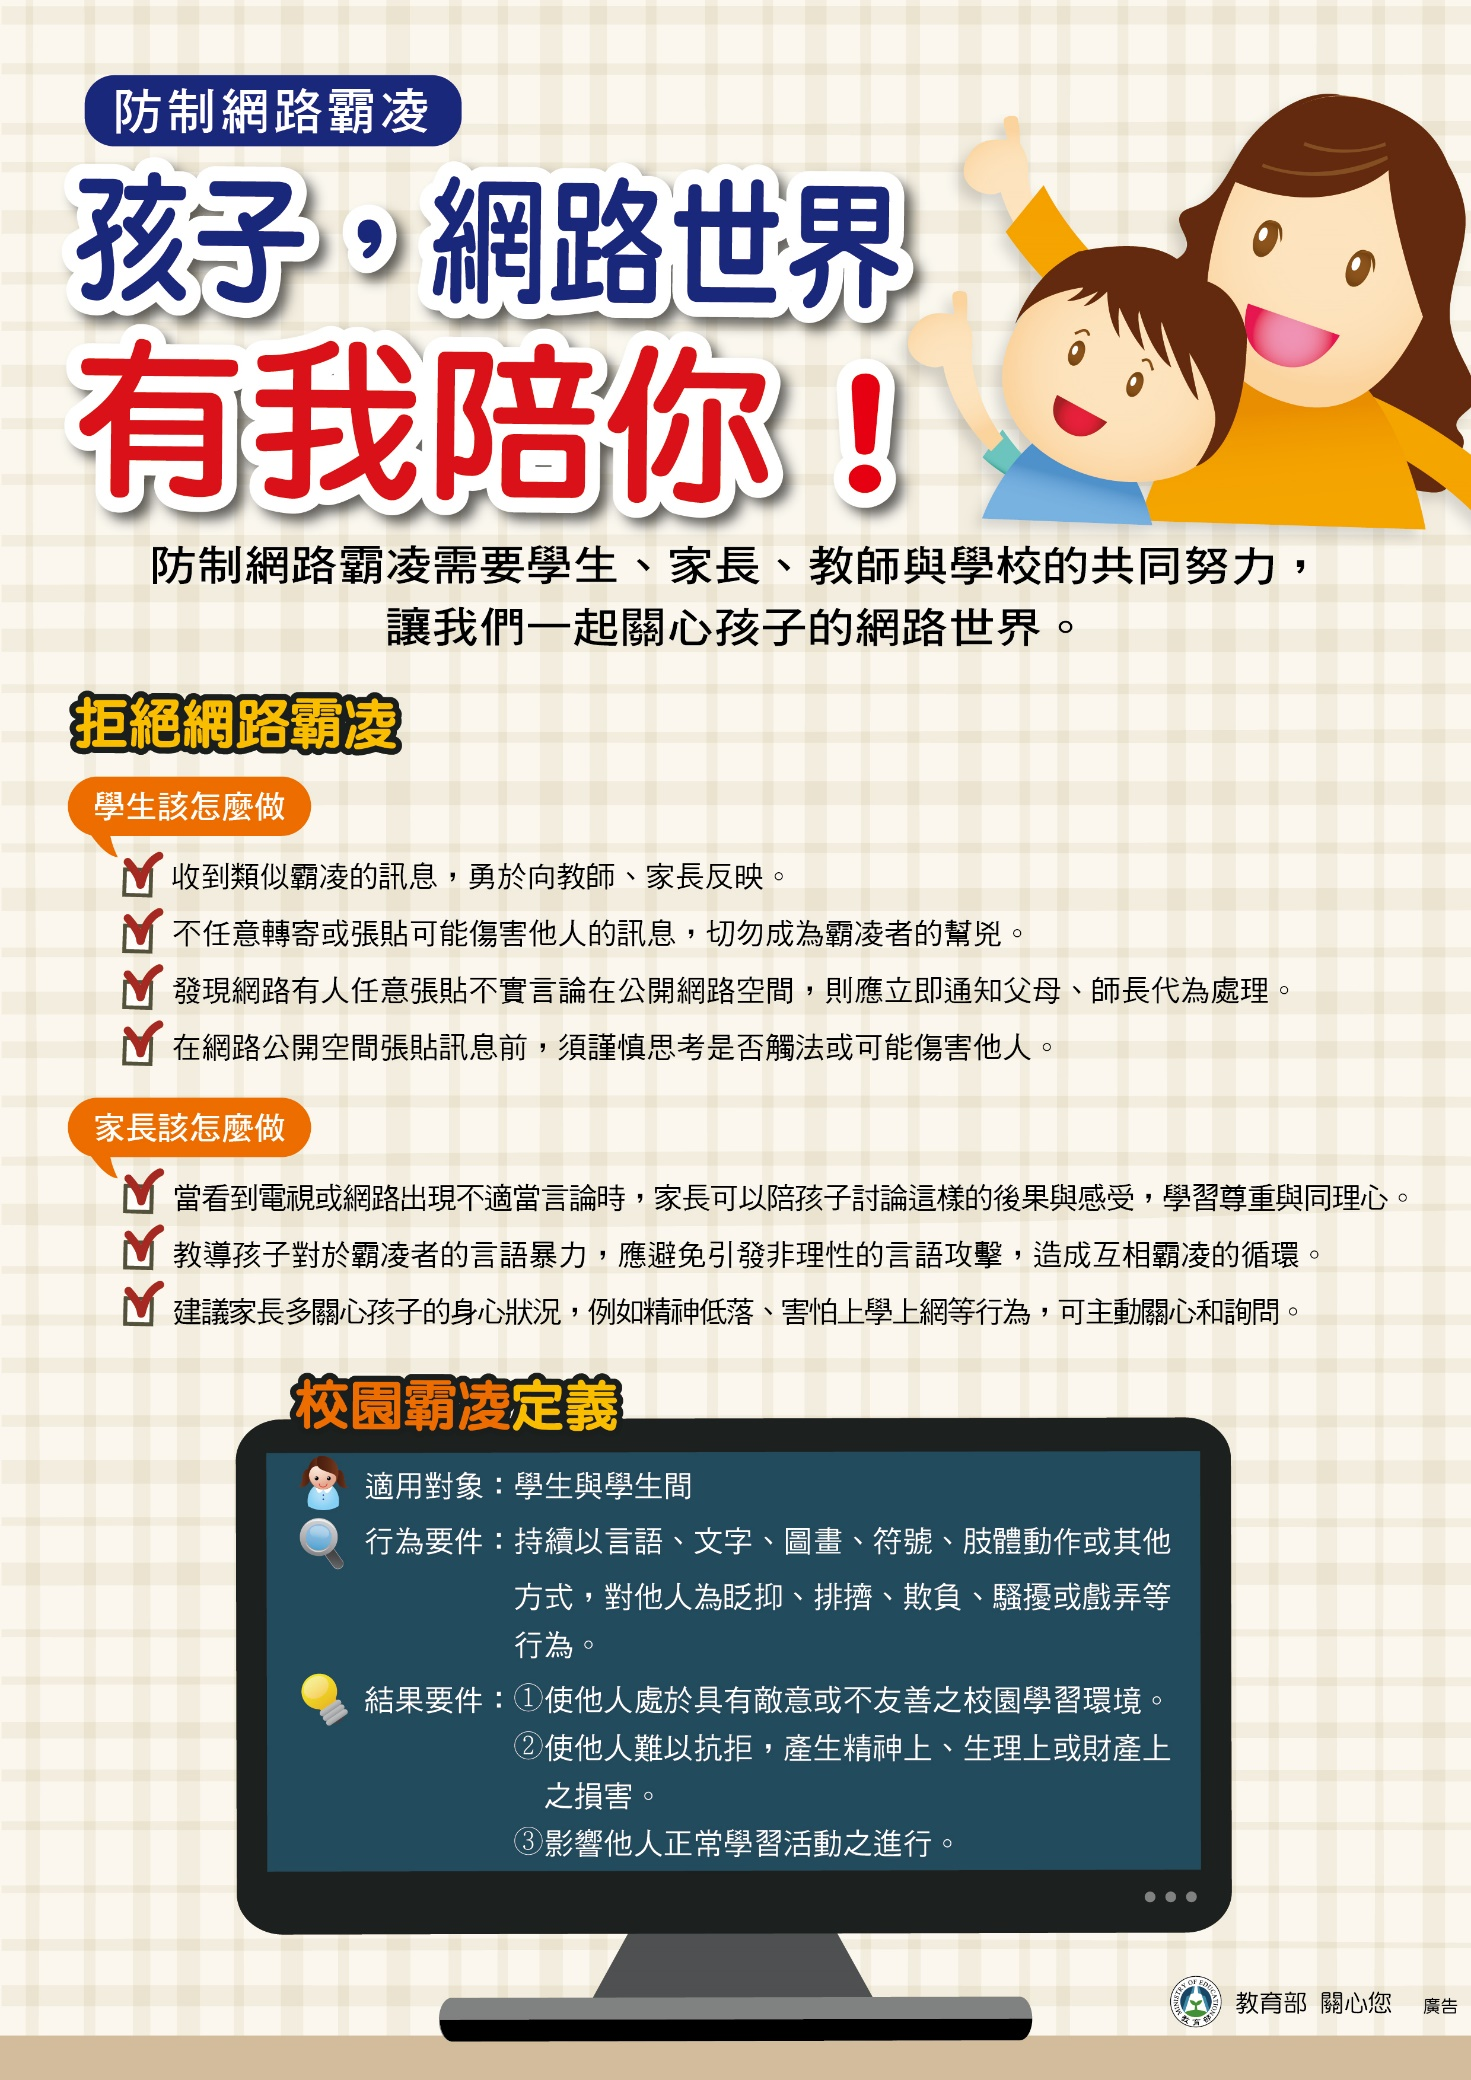 防制網路霸凌
孩子，網路世界
有我陪你！
防制網路霸凌需要學生、家長、教師與學校的共同努力，
讓我們一起關心孩子的網路世界。
拒絕網路霸凌
學生該怎麼做
收到類似霸凌的訊息，勇於向教師、家長反映。
不任意轉寄或張貼可能傷害他人的訊息，切勿成為霸凌者的幫兇。
發現網路有人任意張貼不實言論在公開網路空間，則應立即通知父母、師長代為處理。
在網路公開空間張貼訊息前，須謹慎思考是否觸法或可能傷害他人。
家長該怎麼做
當看到電視或網路出現不適當言論時，家長可以陪孩子討論這樣的後果與感受，學習尊重與同理心。
教導孩子對於霸凌者的言語暴力，應避免引發非理性的言語攻擊，造成互相霸凌的循環。
建議家長多關心孩子的身心狀況，例如精神低落、害怕上學上網等行為，可主動關心和詢問。
校園霸凌定義
適用對象：學生與學生間
行為要件：持續以言語、文字、圖畫、符號、肢體動作或其他
方式，對他人為貶抑、排擠、欺負、騷擾或戲弄等
行為。
結果要件：①使他人處於具有敵意或不友善之校園學習環境。
②使他人難以抗拒，產生精神上、生理上或財產上
之損害。
③影響他人正常學習活動之進行。
MINISTRY OF EDUCATION
教育部
教育部 關心您 廣告